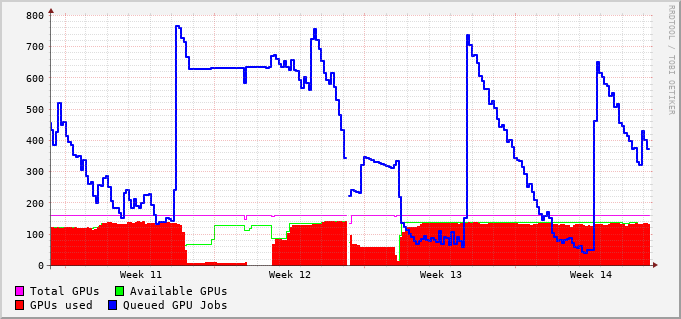 800
700
600
500
400
300
200
100
0
Week 11 Week 12 Week 13 Week 14
Total GPUs Available GPUs
GPUs used Queued GPU Jobs
RRDTOOL / TOBI OETIKER